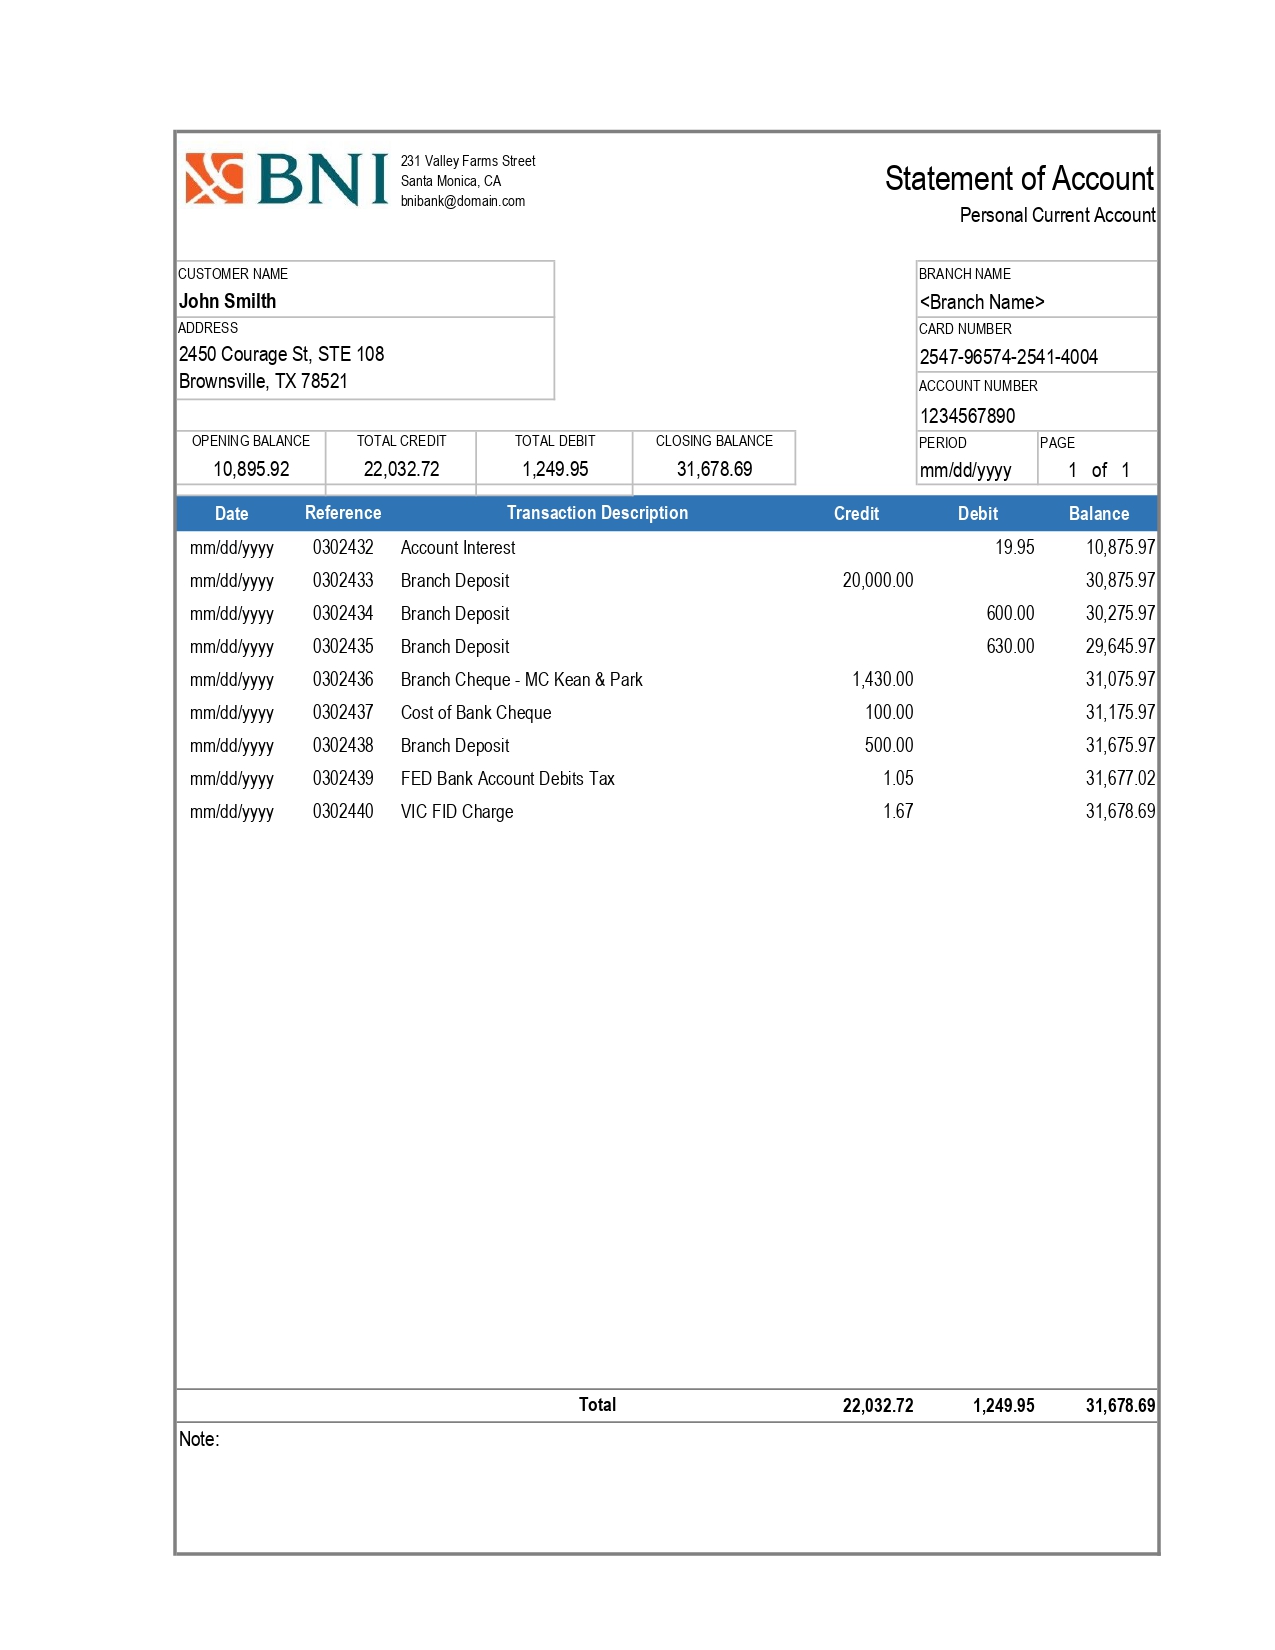 BNI
231 Valley Farms Street
Santa Monica, CA
bnibank@domain.com
Statement of Account
Personal Current Account
CUSTOMER NAME
John Smilth
ADDRESS
2450 Courage St, STE 108
Brownsville, TX 78521
BRANCH NAME
<Branch Name>
CARD NUMBER
2547-96574-2541-4004
ACCOUNT NUMBER
1234567890
OPENING BALANCE TOTAL CREDIT TOTAL DEBIT CLOSING BALANCE PERIOD PAGE
10,895.92 22,032.72 1,249.95 31,678.69 mm/dd/yyyy 1 of 1
Date Reference Transaction Description Credit Debit Balance
mm/dd/yyyy 0302432 Account Interest 19.95 10,875.97
mm/dd/yyyy 0302433 Branch Deposit 20,000.00 30,875.97
mm/dd/yyyy 0302434 Branch Deposit 600.00 30,275.97
mm/dd/yyyy 0302435 Branch Deposit 630.00 29,645.97
mm/dd/yyyy 0302436 Branch Cheque - MC Kean & Park 1,430.00 31,075.97
mm/dd/yyyy 0302437 Cost of Bank Cheque 100.00 31,175.97
mm/dd/yyyy 0302438 Branch Deposit 500.00 31,675.97
mm/dd/yyyy 0302439 FED Bank Account Debits Tax 1.05 31,677.02
mm/dd/yyyy 0302440 VIC FID Charge 1.67 31,678.69
Total 22,032.72 1,249.95 31,678.69
Note: